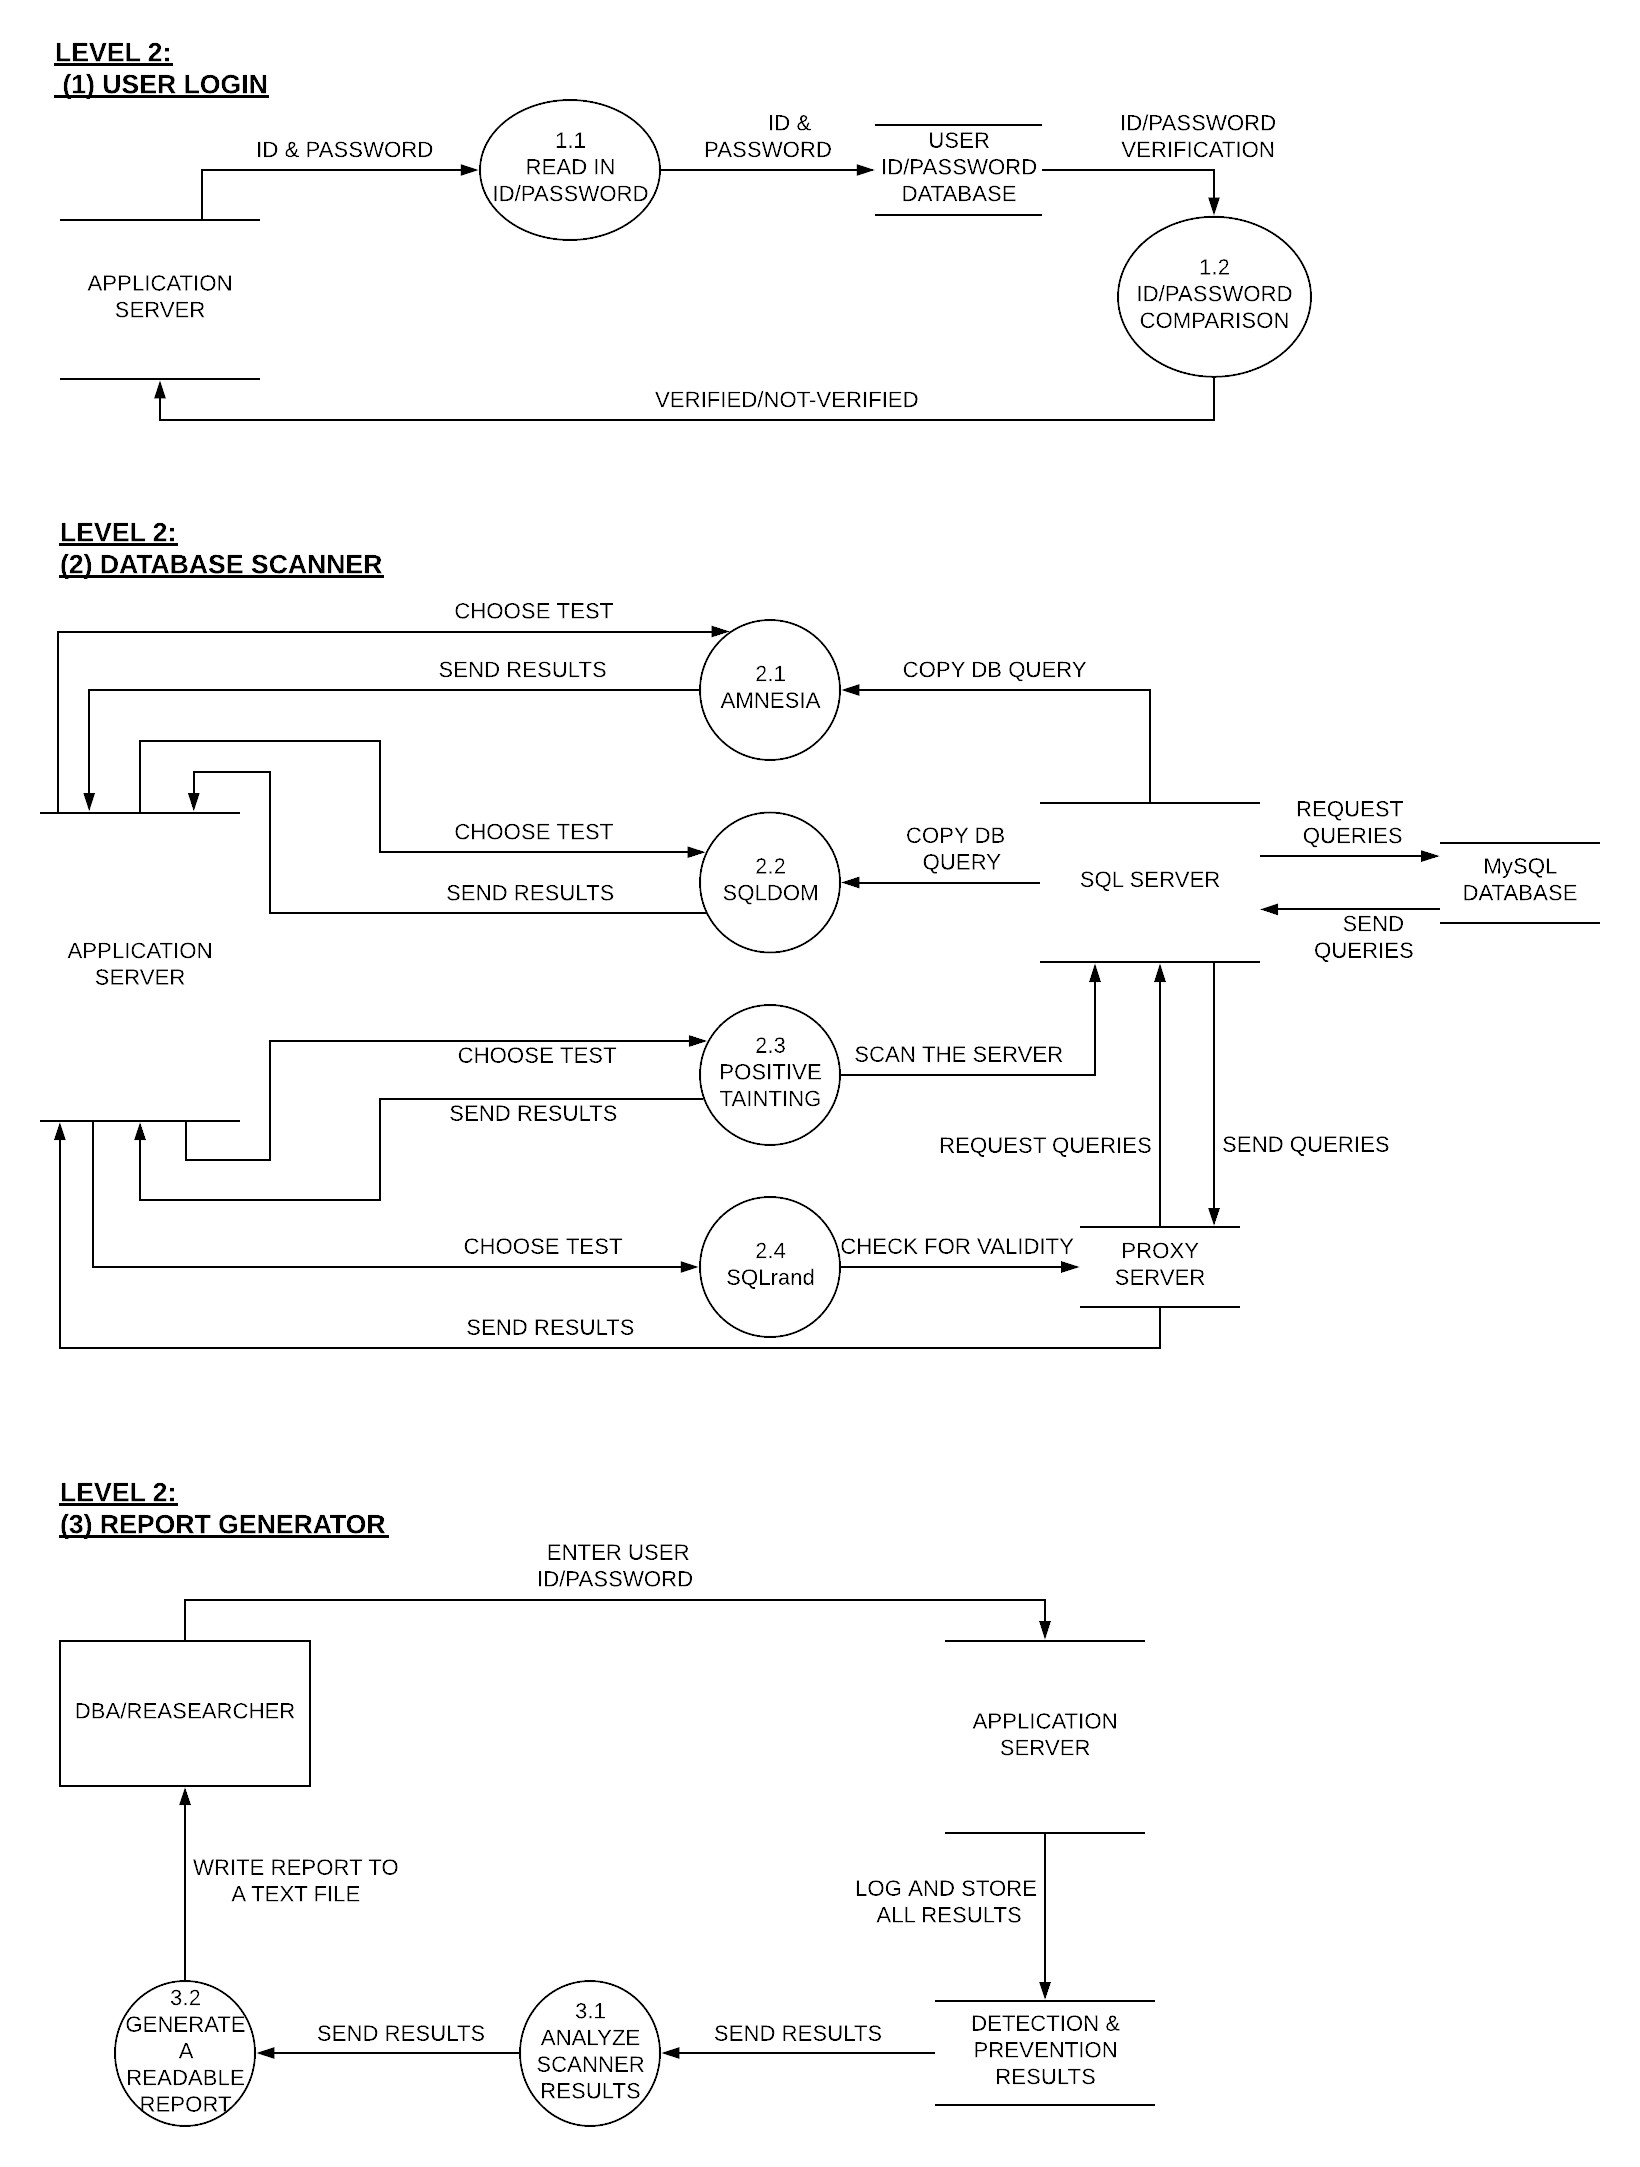 LEVEL 2:
(1) USER LOGIN
ID & PASSWORD
1.1
READ IN
ID/PASSWORD
ID &
PASSWORD
USER
ID/PASSWORD
DATABASE
ID/PASSWORD
VERIFICATION
1.2
ID/PASSWORD
COMPARISON
APPLICATION
SERVER
VERIFIED/NOT-VERIFIED
LEVEL 2:
(2) DATABASE SCANNER
CHOOSE TEST
SEND RESULTS
2.1
AMNESIA
COPY DB QUERY
CHOOSE TEST
SEND RESULTS
2.2
SQLDOM
COPY DB
QUERY
SQL SERVER
REQUEST
QUERIES
MySQL
DATABASE
SEND
QUERIES
APPLICATION
SERVER
CHOOSE TEST
SEND RESULTS
2.3
POSITIVE
TAINTING
SCAN THE SERVER
REQUEST QUERIES
SEND QUERIES
CHOOSE TEST
2.4
SQLrand
CHECK FOR VALIDITY
PROXY
SERVER
SEND RESULTS
LEVEL 2:
(3) REPORT GENERATOR
ENTER USER
ID/PASSWORD
DBA/REASEARCHER
APPLICATION
SERVER
WRITE REPORT TO
A TEXT FILE
LOG AND STORE
ALL RESULTS
3.2
GENERATE
A
READABLE
REPORT
SEND RESULTS
3.1
ANALYZE
SCANNER
RESULTS
SEND RESULTS
DETECTION &
PREVENTION
RESULTS